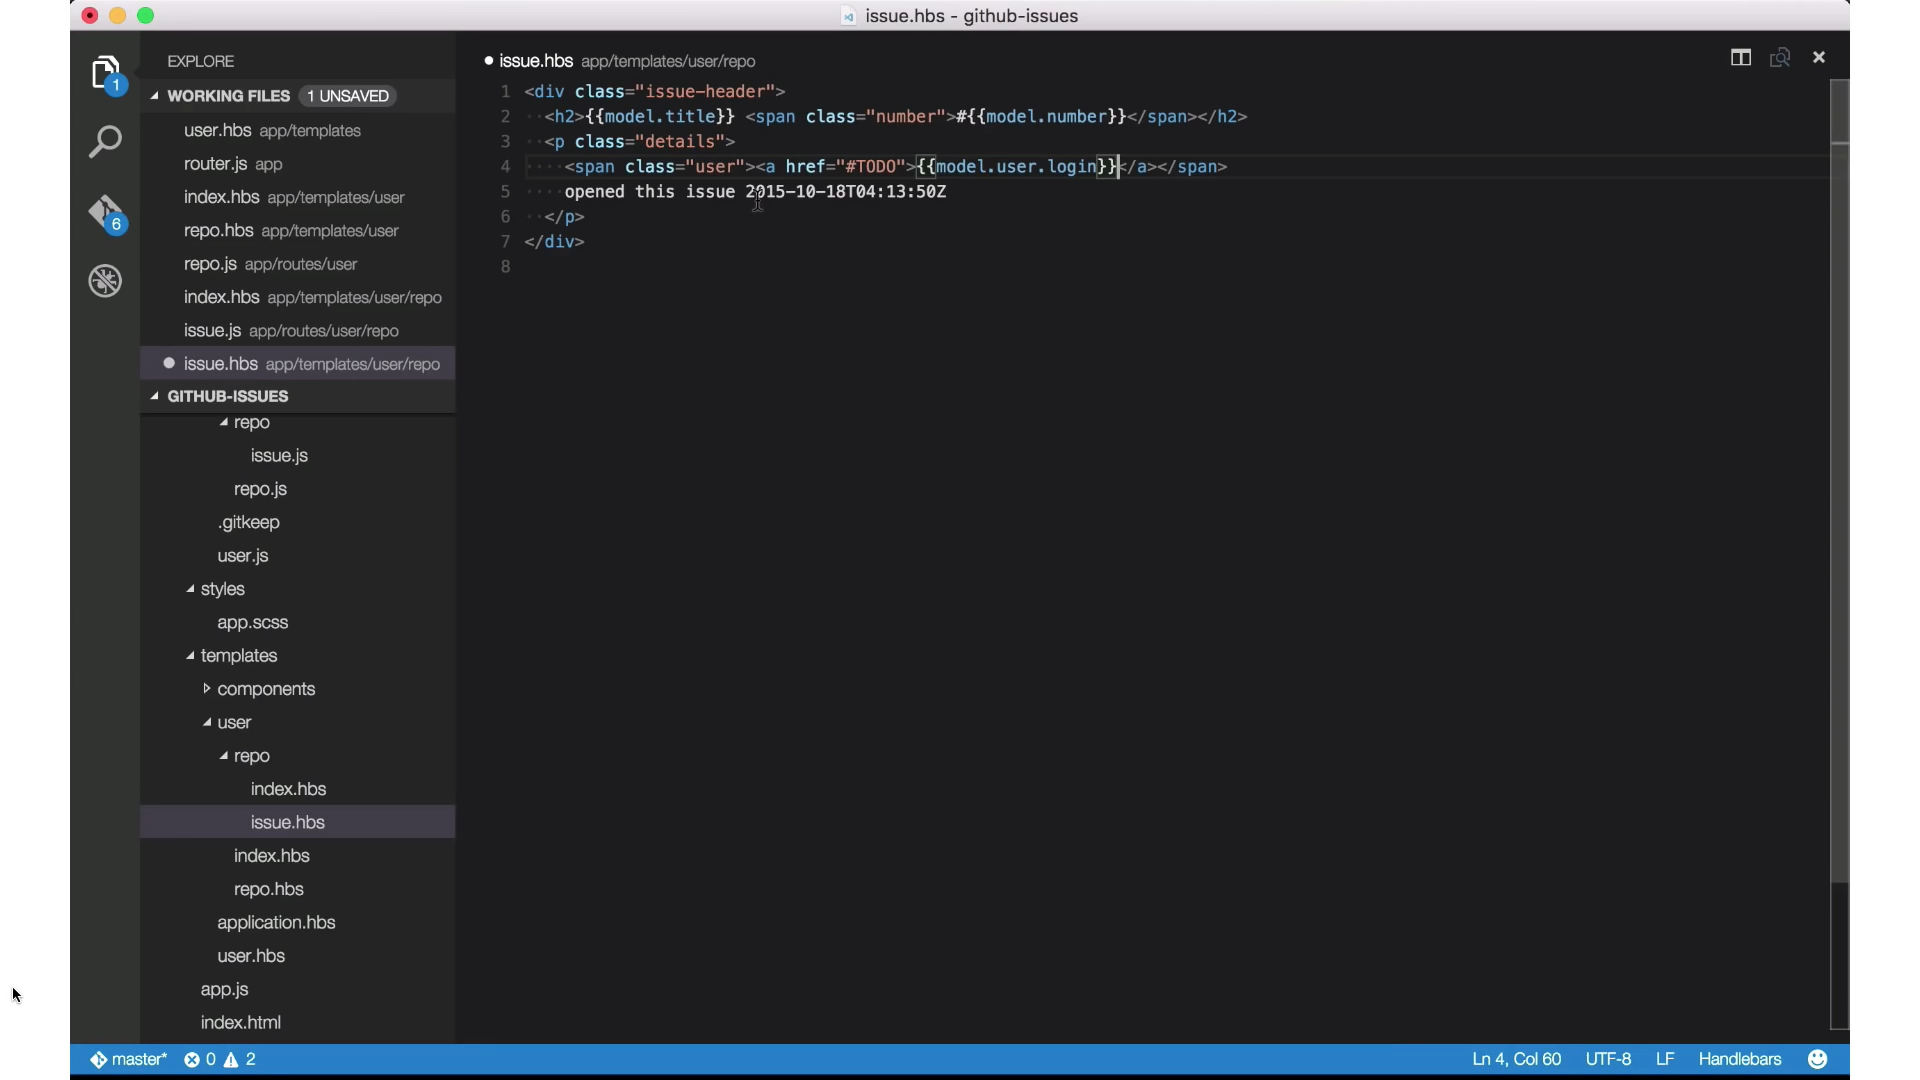 issue.hbs - github-issues
EXPLORE
WORKING FILES 1 UNSAVED
user.hbs app/templates
router.js app
index.hbs app/templates/user
repo.hbs app/templates/user
repo.js app/routes/user
index.hbs app/templates/user/repo
issue.js app/routes/user/repo
issue.hbs app/templates/user/repo
GITHUB-ISSUES
repo
issue.js
repo.js
.gitkeep
user.js
styles
app.scss
templates
components
user
repo
index.hbs
issue.hbs
index.hbs
repo.hbs
application.hbs
user.hbs
app.js
index.html
1
6
issue.hbs app/templates/user/repo
1 <div class="issue-header">
2 <h2>{{model.title}} <span class="number">#{{model.number}}</span></h2>
3 <p class="details">
4 <span class="user"><a href="#TODO">{{model.user.login}}</a></span>
5 opened this issue 2015-10-18T04:13:50Z
6 </p>
7 </div>
8
master* 0 2
Ln 4, Col 60 UTF-8 LF Handlebars